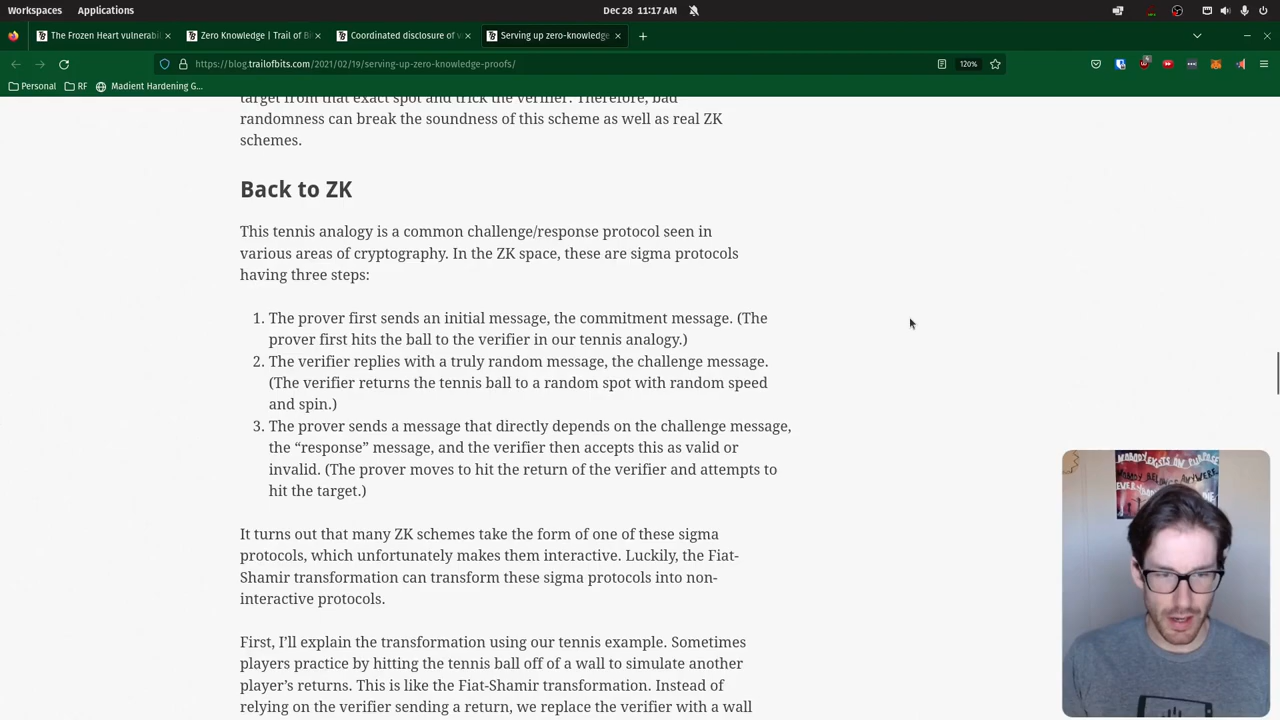 Workspaces Applications Dec 28 11:17 AM
The Frozen Heart vulnerabil Zero Knowledge | Trail of Bi Coordinated disclosure of v Serving up zero-knowledge
https://blog.trailofbits.com/2021/02/19/serving-up-zero-knowledge-proofs/ 120%
Personal RF Madient Hardening G...
target from that exact spot and trick the verifier. Therefore, bad
randomness can break the soundness of this scheme as well as real ZK
schemes.
Back to ZK
This tennis analogy is a common challenge/response protocol seen in
various areas of cryptography. In the ZK space, these are sigma protocols
having three steps:
1. The prover first sends an initial message, the commitment message. (The
prover first hits the ball to the verifier in our tennis analogy.)
2. The verifier replies with a truly random message, the challenge message.
(The verifier returns the tennis ball to a random spot with random speed
and spin.)
3. The prover sends a message that directly depends on the challenge message,
the “response” message, and the verifier then accepts this as valid or
invalid. (The prover moves to hit the return of the verifier and attempts to
hit the target.)
It turns out that many ZK schemes take the form of one of these sigma
protocols, which unfortunately makes them interactive. Luckily, the Fiat-
Shamir transformation can transform these sigma protocols into non-
interactive protocols.
First, I’ll explain the transformation using our tennis example. Sometimes
players practice by hitting the tennis ball off of a wall to simulate another
player’s returns. This is like the Fiat-Shamir transformation. Instead of
relying on the verifier sending a return, we replace the verifier with a wall
NOBODY EXISTS ON PURPOSE
NOBODY BELONGS ANYWHERE